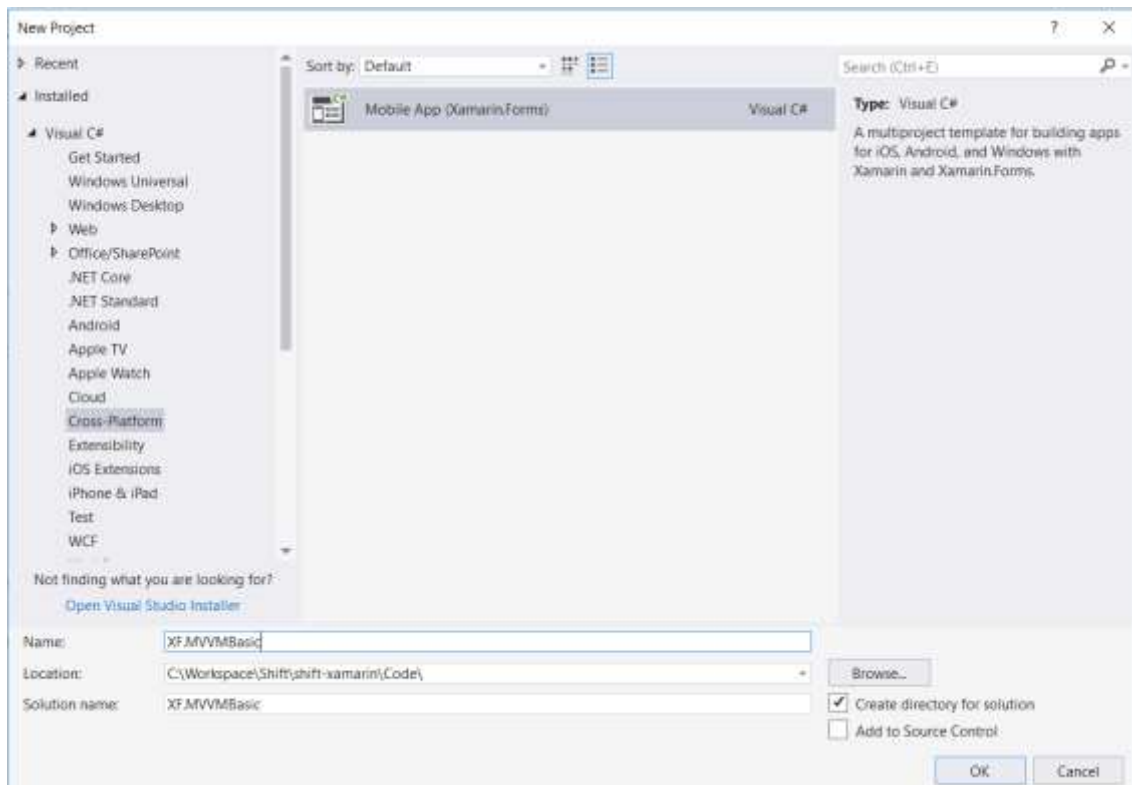 New Project
? ×
Recent
Installed
Visual C#
Get Started
Windows Universal
Windows Desktop
Web
Office/SharePoint
.NET Core
.NET Standard
Android
Apple TV
Apple Watch
Cloud
Cross-Platform
Extensibility
iOS Extensions
iPhone & iPad
Test
WCF
Not finding what you are looking for?
Open Visual Studio Installer
Sort by: Default
Mobile App (Xamarin.Forms) Visual C#
Search (Ctrl+E)
Type: Visual C#
A multiproject template for building apps
for iOS, Android, and Windows with
Xamarin and Xamarin.Forms.
Name: XF.MVVMBasic
Location: C:\Workspace\Shift\shift-xamarin\Code\
Browse...
Solution name: XF.MVVMBasic
Create directory for solution
Add to Source Control
OK Cancel